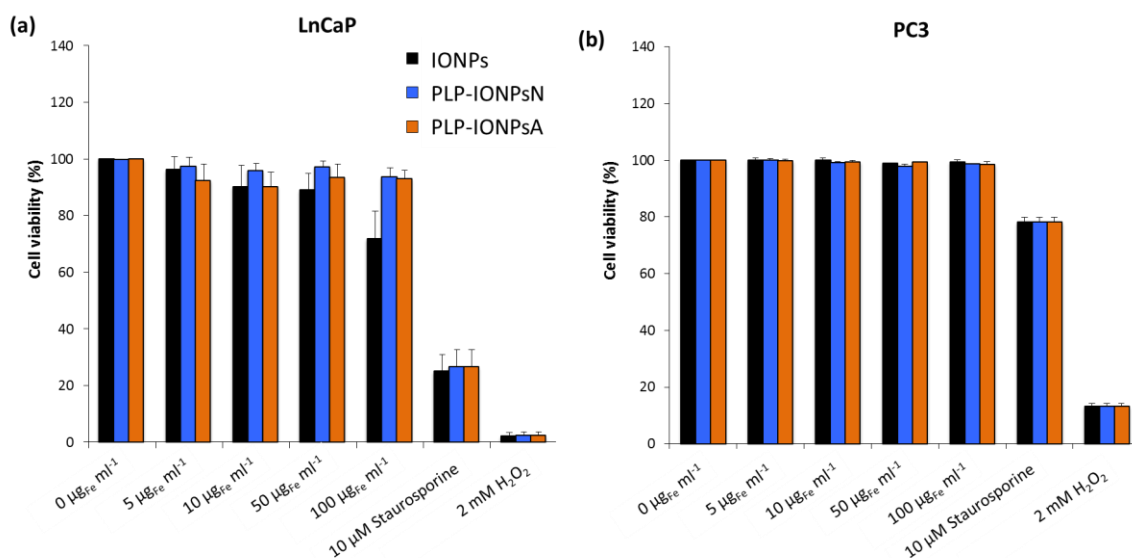 (a)
LnCaP
140
120
100
80
60
40
20
0
Cell viability (%)
IONPs
PLP-IONPsN
PLP-IONPsA
0 µgFe ml⁻¹
5 µgFe ml⁻¹
10 µgFe ml⁻¹
50 µgFe ml⁻¹
100 µgFe ml⁻¹
10 µM Staurosporine
2 mM H₂O₂
(b)
PC3
140
120
100
80
60
40
20
0
Cell viability (%)
0 µgFe ml⁻¹
5 µgFe ml⁻¹
10 µgFe ml⁻¹
50 µgFe ml⁻¹
100 µgFe ml⁻¹
10 µM Staurosporine
2 mM H₂O₂